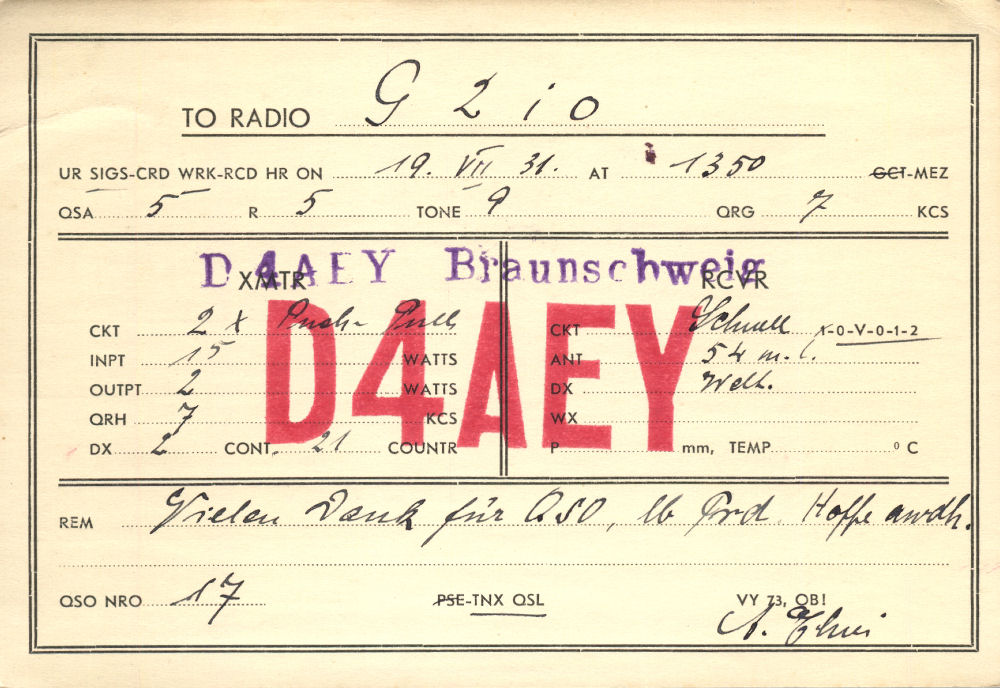 TO RADIO G 2 i o
UR SIGS-CRD WRK-RCD HR ON 19. VII 31. AT 1350 GCT-MEZ
QSA 5 R 5 TONE 9 QRG 7 KCS
D4AEY Braunschweig
XMTR RCVR
D4AEY
CKT 2 x Push-Pull CKT Schnell 1-0-V-0-1-2
INPT 15 WATTS ANT 54 m. l.
OUTPT 2 WATTS DX Welt.
QRH 7 KCS WX
DX 2 CONT. 21 COUNTR P mm, TEMP. ° C
REM Vielen Dank für QSO, lb Frd. Hoffe awdh.
QSO NRO 17 PSE-TNX QSL VY 73, OB!
A.